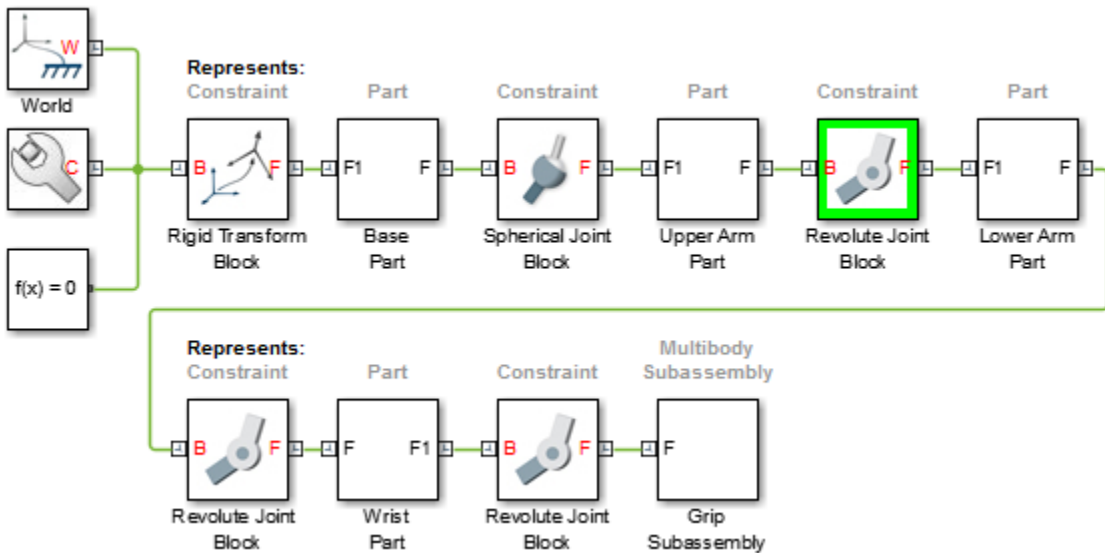 W
World
C
f(x) = 0
Represents:
Constraint Part Constraint Part Constraint Part
B F F1 F B F F1 F B F F1 F
Rigid Transform Base Spherical Joint Upper Arm Revolute Joint Lower Arm
Block Part Block Part Block Part
Represents: Multibody
Constraint Part Constraint Subassembly
B F F F1 B F F
Revolute Joint Wrist Revolute Joint Grip
Block Part Block Subassembly